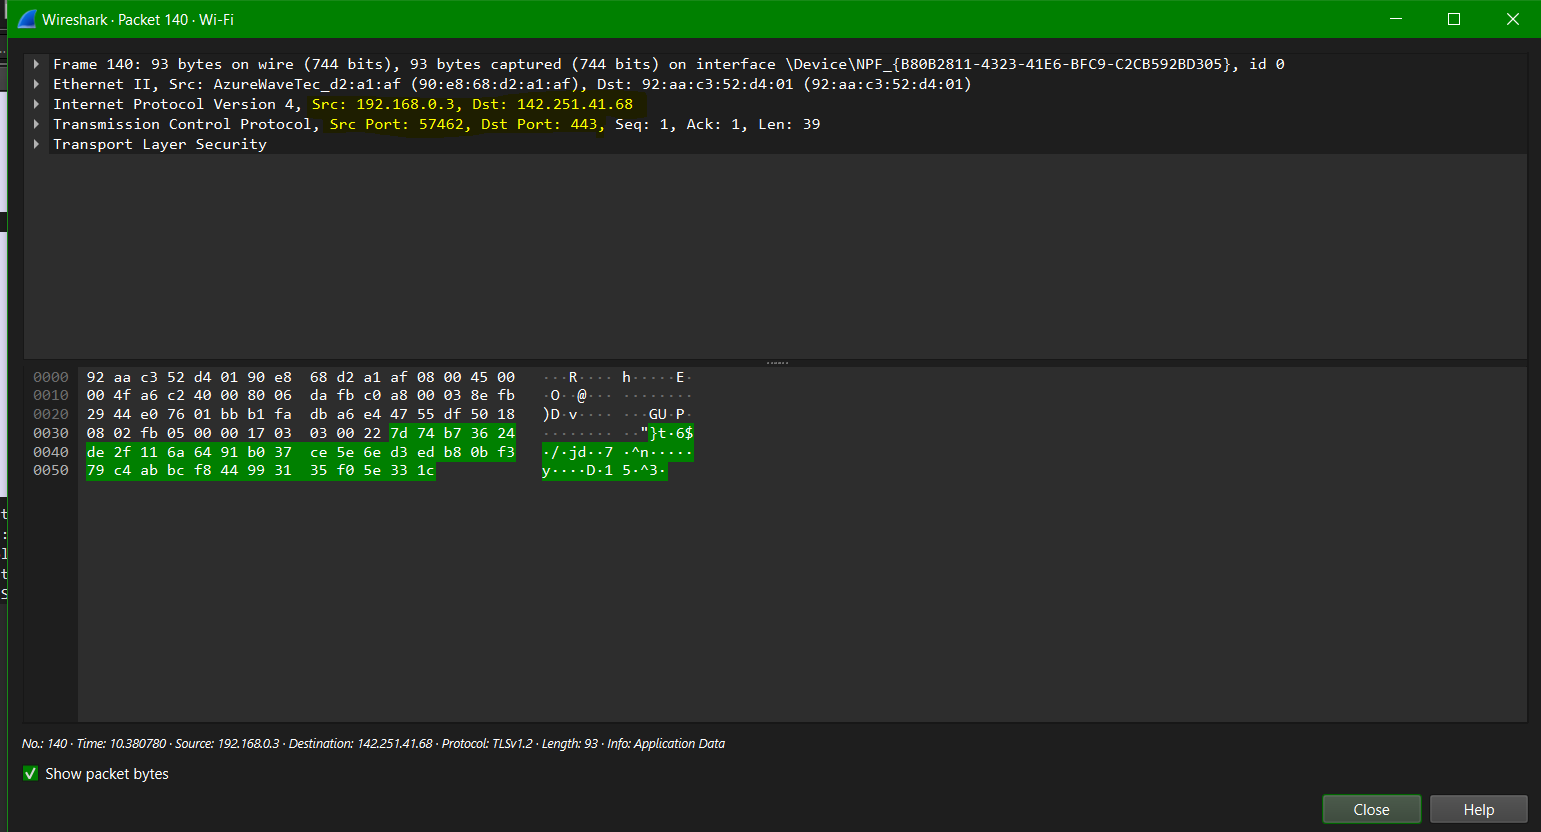 Wireshark · Packet 140 · Wi-Fi
Frame 140: 93 bytes on wire (744 bits), 93 bytes captured (744 bits) on interface \Device\NPF_{B80B2811-4323-41E6-BFC9-C2CB592BD305}, id 0
Ethernet II, Src: AzureWaveTec_d2:a1:af (90:e8:68:d2:a1:af), Dst: 92:aa:c3:52:d4:01 (92:aa:c3:52:d4:01)
Internet Protocol Version 4, Src: 192.168.0.3, Dst: 142.251.41.68
Transmission Control Protocol, Src Port: 57462, Dst Port: 443, Seq: 1, Ack: 1, Len: 39
Transport Layer Security
0000 92 aa c3 52 d4 01 90 e8 68 d2 a1 af 08 00 45 00 ···R···· h·····E·
0010 00 4f a6 c2 40 00 80 06 da fb c0 a8 00 03 8e fb ·O··@··· ········
0020 29 44 e0 76 01 bb b1 fa db a6 e4 47 55 df 50 18 )D·v···· ···GU·P·
0030 08 02 fb 05 00 00 17 03 03 00 22 7d 74 b7 36 24 ········ ··"}t·6$
0040 de 2f 11 6a 64 91 b0 37 ce 5e 6e d3 ed b8 0b f3 ·/·jd··7 ·^n·····
0050 79 c4 ab bc f8 44 99 31 35 f0 5e 33 1c y····D·1 5·^3·
No.: 140 · Time: 10.380780 · Source: 192.168.0.3 · Destination: 142.251.41.68 · Protocol: TLSv1.2 · Length: 93 · Info: Application Data
Show packet bytes
Close
Help